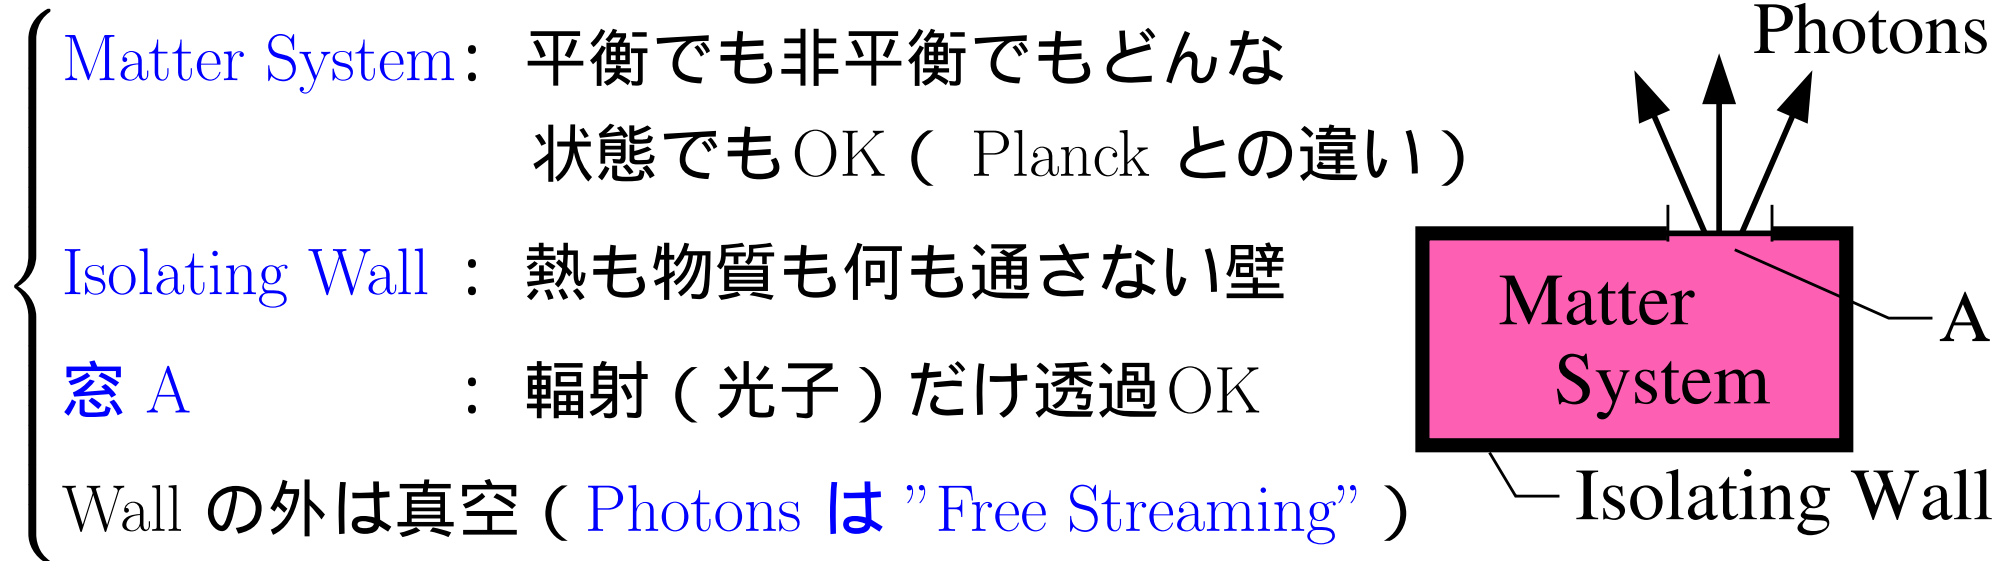 Matter System : 平衡でも非平衡でもどんな
状態でもOK ( Planck との違い )
Isolating Wall : 熱も物質も何も通さない壁
窓 A : 輻射 ( 光子 ) だけ透過OK
Wall の外は真空 ( Photons は ”Free Streaming” )
Photons
Matter
System
A
Isolating Wall